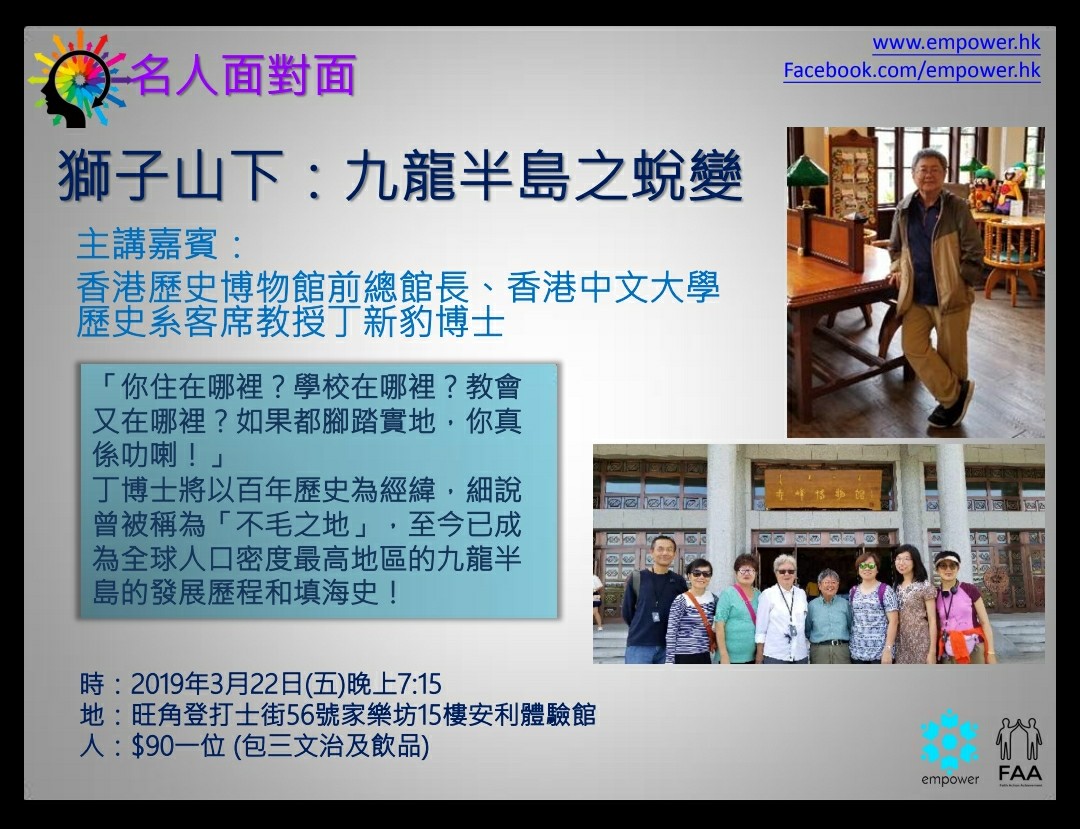 名人面對面
www.empower.hk
Facebook.com/empower.hk
獅子山下：九龍半島之蛻變
主講嘉賓：
香港歷史博物館前總館長、香港中文大學
歷史系客席教授丁新豹博士
「你住在哪裡？學校在哪裡？教會
又在哪裡？如果都腳踏實地，你真
係叻喇！」
丁博士將以百年歷史為經緯，細說
曾被稱為「不毛之地」，至今已成
為全球人口密度最高地區的九龍半
島的發展歷程和填海史！
時：2019年3月22日(五)晚上7:15
地：旺角登打士街56號家樂坊15樓安利體驗館
人：$90一位 (包三文治及飲品)
empower
FAA